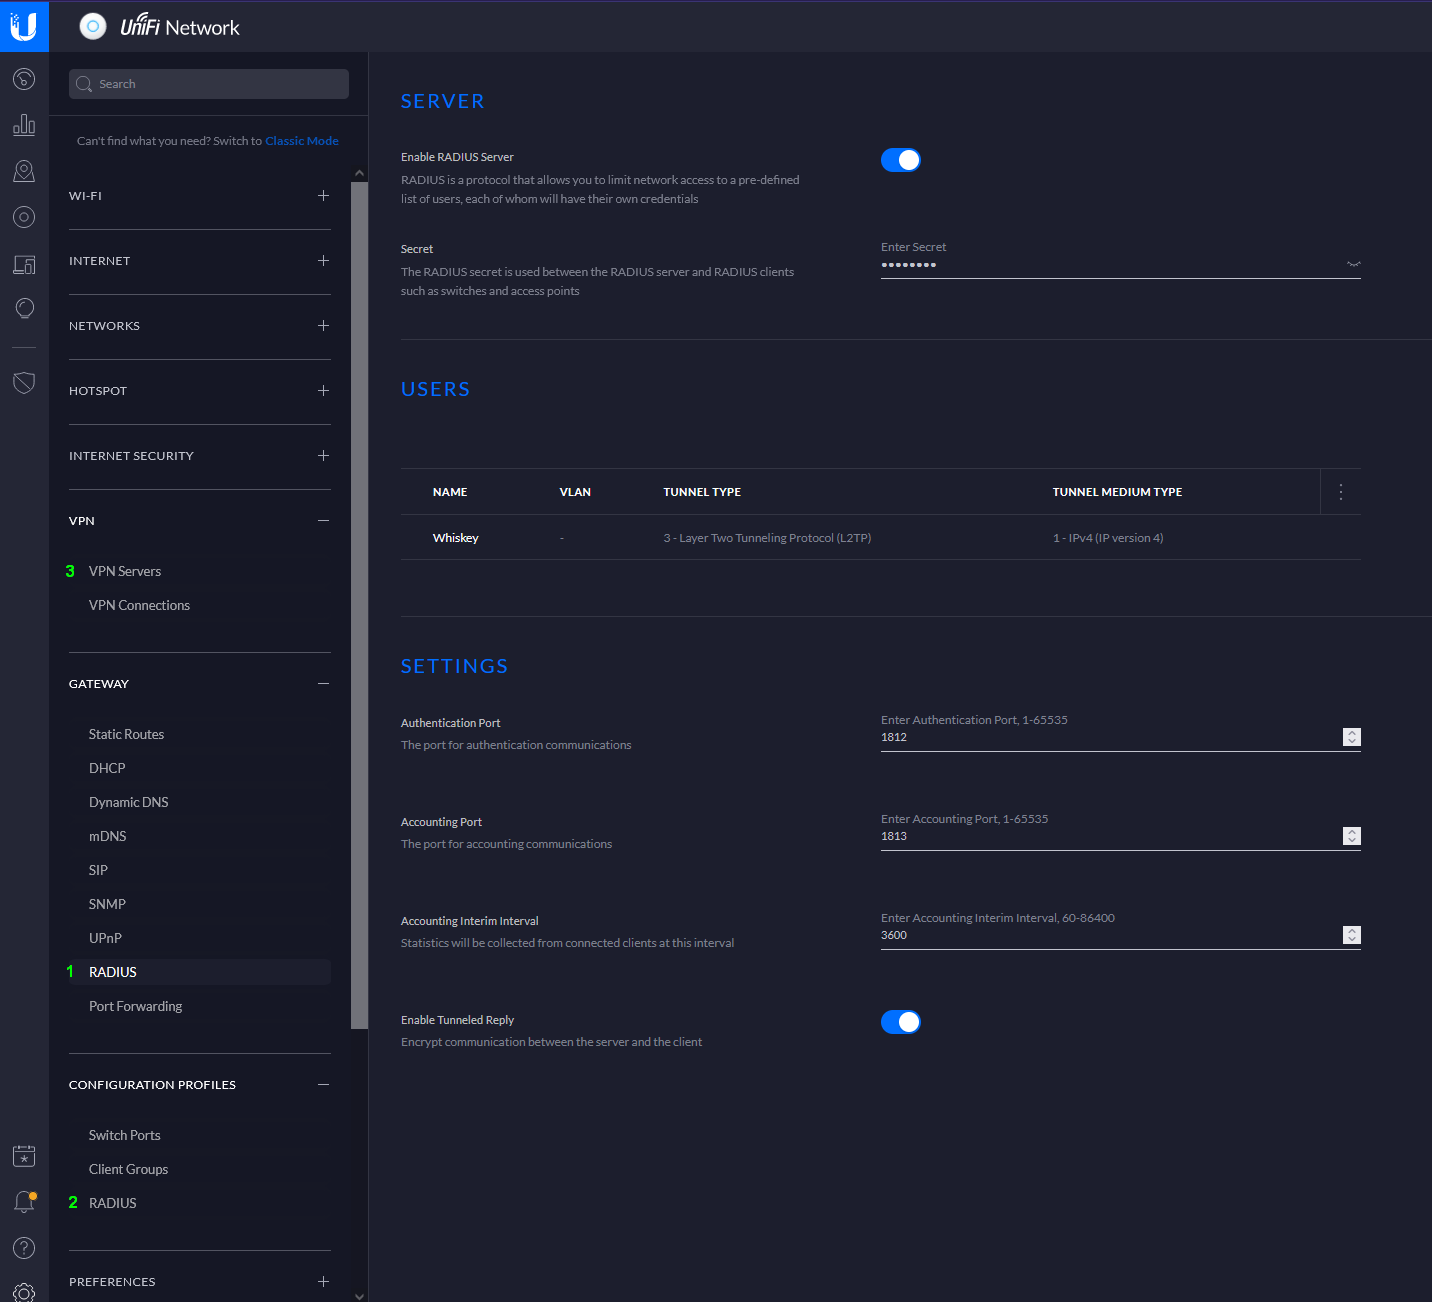 UniFi Network
Search
Can't find what you need? Switch to Classic Mode
WI-FI
INTERNET
NETWORKS
HOTSPOT
INTERNET SECURITY
VPN
3 VPN Servers
VPN Connections
GATEWAY
Static Routes
DHCP
Dynamic DNS
mDNS
SIP
SNMP
UPnP
1 RADIUS
Port Forwarding
CONFIGURATION PROFILES
Switch Ports
Client Groups
2 RADIUS
PREFERENCES
SERVER
Enable RADIUS Server
RADIUS is a protocol that allows you to limit network access to a pre-defined
list of users, each of whom will have their own credentials
Secret
The RADIUS secret is used between the RADIUS server and RADIUS clients
such as switches and access points
Enter Secret
••••••••
USERS
NAME VLAN TUNNEL TYPE TUNNEL MEDIUM TYPE
Whiskey - 3 - Layer Two Tunneling Protocol (L2TP) 1 - IPv4 (IP version 4)
SETTINGS
Authentication Port
The port for authentication communications
Enter Authentication Port, 1-65535
1812
Accounting Port
The port for accounting communications
Enter Accounting Port, 1-65535
1813
Accounting Interim Interval
Statistics will be collected from connected clients at this interval
Enter Accounting Interim Interval, 60-86400
3600
Enable Tunneled Reply
Encrypt communication between the server and the client